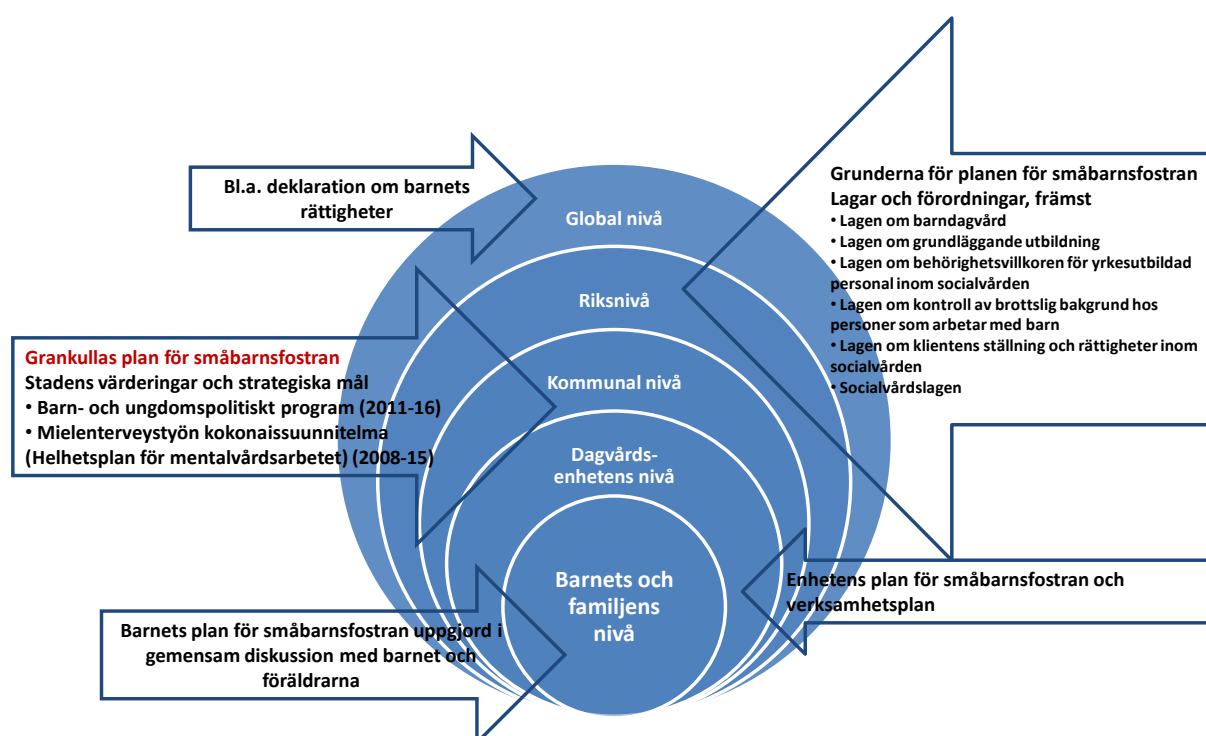 Bl.a. deklaration om barnets
rättigheter
Global nivå
Grunderna för planen för småbarnsfostran
Lagar och förordningar, främst
• Lagen om barndagvård
• Lagen om grundläggande utbildning
• Lagen om behörighetsvillkoren för yrkesutbildad
personal inom socialvården
• Lagen om kontroll av brottslig bakgrund hos
personer som arbetar med barn
• Lagen om klientens ställning och rättigheter inom
socialvården
• Socialvårdslagen
Riksnivå
Grankullas plan för småbarnsfostran
Stadens värderingar och strategiska mål
• Barn- och ungdomspolitiskt program (2011-16)
• Mielenterveystyön kokonaissuunnitelma
(Helhetsplan för mentalvårdsarbetet) (2008-15)
Kommunal nivå
Dagvårds-
enhetens nivå
Enhetens plan för småbarnsfostran och
verksamhetsplan
Barnets och
familjens
nivå
Barnets plan för småbarnsfostran uppgjord i
gemensam diskussion med barnet och
föräldrarna